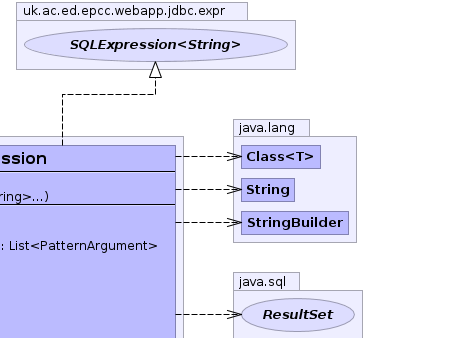 uk.ac.ed.epcc.webapp.jdbc.expr
SQLExpression<String>
java.lang
ssion
Class<T>
ring>...)
String
StringBuilder
: List<PatternArgument>
java.sql
ResultSet